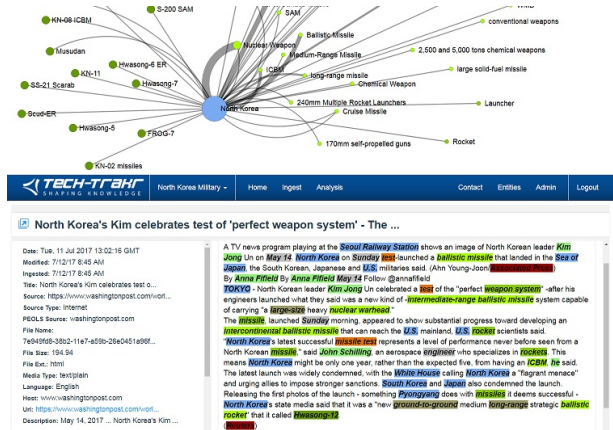 S-200 SAM
KN-08 ICBM
SAM
WMD
conventional weapons
Musudan
Nuclear Weapon
Ballistic Missile
Hwasong-6 ER
Medium-Range Missile
2,500 and 5,000 tons chemical weapons
KN-11
ICBM
long-range missile
large solid-fuel missile
SS-21 Scarab
Hwasong-7
Chemical Weapon
Scud-ER
North Korea
240mm Multiple Rocket Launchers
Launcher
Cruise Missile
Hwasong-5
FROG-7
170mm self-propelled guns
Rocket
KN-02 missiles
TECH-TRAKR
SHAPING KNOWLEDGE
North Korea Military
Home
Ingest
Analysis
Contact
Entities
Admin
Logout
North Korea's Kim celebrates test of 'perfect weapon system' - The ...
Date: Tue, 11 Jul 2017 13:02:16 GMT
Modified: 7/12/17 8:45 AM
Ingested: 7/12/17 8:45 AM
Title: North Korea's Kim celebrates test o...
Source: https://www.washingtonpost.com/worl...
Source Type: Internet
PEOLS Source: washingtonpost.com
File Name:
7e949fd8-38b2-11e7-a59b-26e0451a96f...
File Size: 194.94
File Ext.: html
Media Type: text/plain
Language: English
Host: www.washingtonpost.com
Url: https://www.washingtonpost.com/worl...
Description: May 14, 2017 ... North Korea's Kim ...
A TV news program playing at the Seoul Railway Station shows an image of North Korean leader Kim
Jong Un on May 14. North Korea on Sunday test-launched a ballistic missile that landed in the Sea of
Japan, the South Korean, Japanese and U.S. militaries said. (Ahn Young-Joon/Associated Press)
By Anna Fifield By Anna Fifield May 14 Follow @annafifield
TOKYO - North Korean leader Kim Jong Un celebrated a test of the "perfect weapon system" -after his
engineers launched what they said was a new kind of -intermediate-range ballistic missile system capable
of carrying "a large-size heavy nuclear warhead."
The missile, launched Sunday morning, appeared to show substantial progress toward developing an
intercontinental ballistic missile that can reach the U.S. mainland, U.S. rocket scientists said.
"North Korea's latest successful missile test represents a level of performance never before seen from a
North Korean missile," said John Schilling, an aerospace engineer who specializes in rockets. This
means North Korea might be only one year, rather than the expected five, from having an ICBM, he said.
The latest launch was widely condemned, with the White House calling North Korea a "flagrant menace"
and urging allies to impose stronger sanctions. South Korea and Japan also condemned the launch.
Releasing the first photos of the launch - something Pyongyang does with missiles it deems successful -
North Korea's state media said that it was a "new ground-to-ground medium long-range strategic ballistic
rocket" that it called Hwasong-12.
(Reuters)